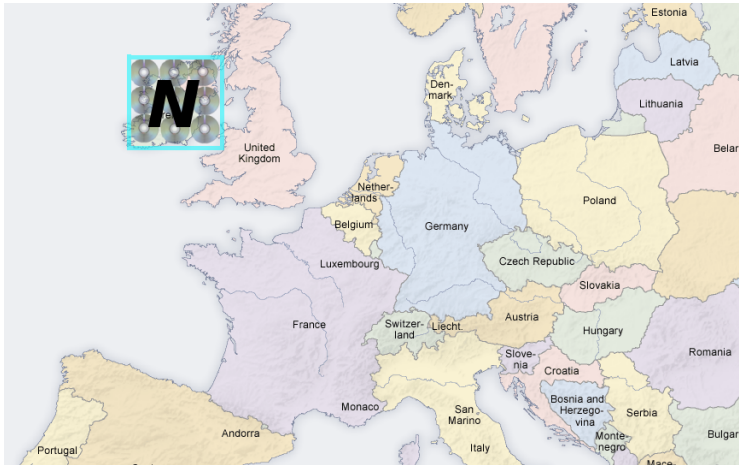 Estonia
Latvia
Lithuania
Den-
mark
N
United
Kingdom
Belar
Nether-
lands
Poland
Belgium
Germany
Luxembourg
Czech Republic
Slovakia
France
Switzer-
land
Liecht.
Austria
Hungary
Slove-
nia
Romania
Croatia
Monaco
San
Marino
Bosnia and
Herzego-
vina
Serbia
Andorra
Portugal
Italy
Monte-
negro
Bulgar
Mace